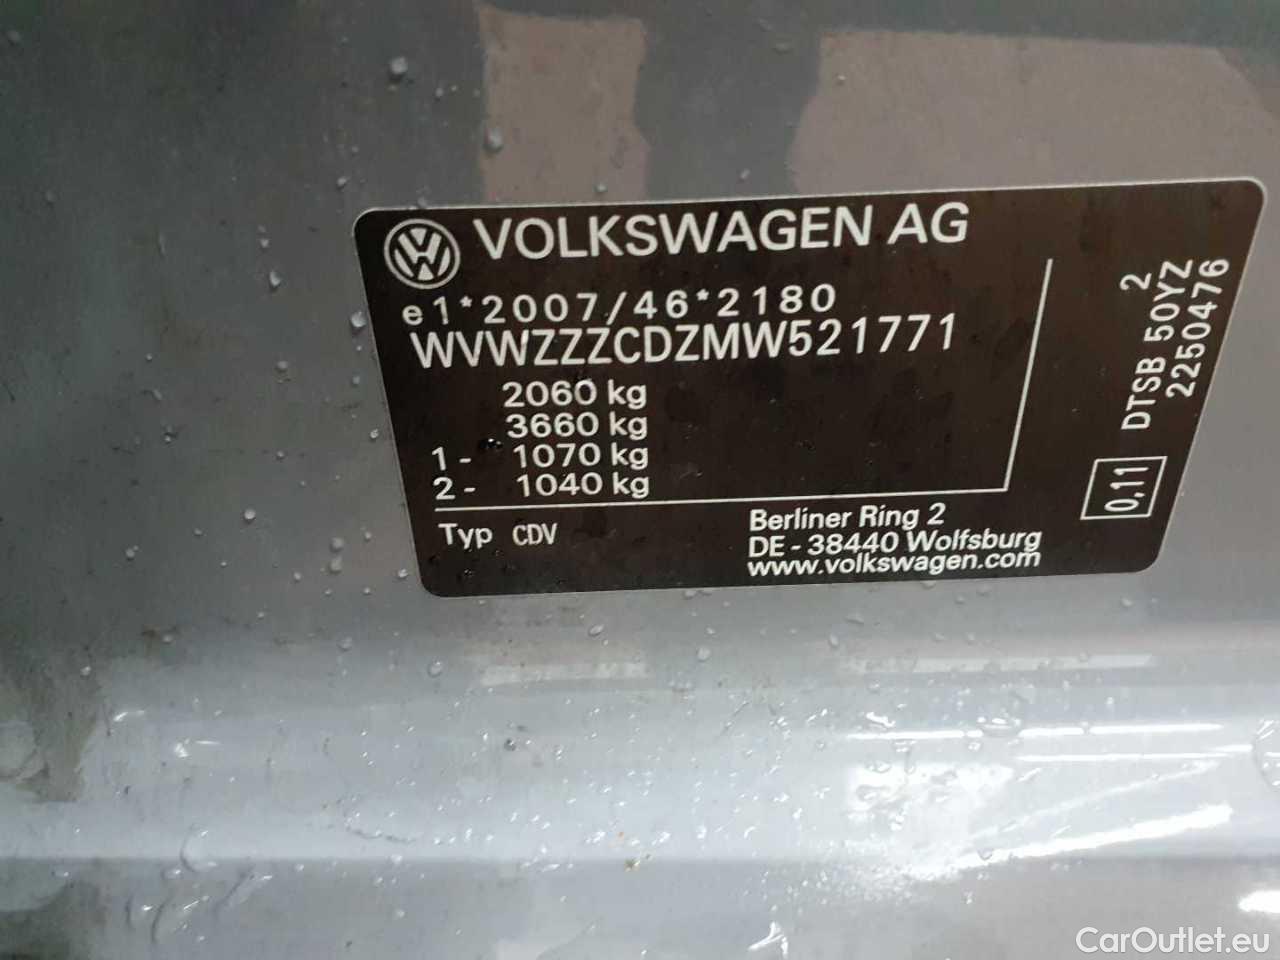 VOLKSWAGEN AG
e1*2007/46*2180
WVWZZZCDZMW521771
2060 kg
3660 kg
1- 1070 kg
2- 1040 kg
Typ CDV
Berliner Ring 2
DE-38440 Wolfsburg
www.volkswagen.com
2
DTSB 50YZ
2250476
0,11
CarOutlet.eu